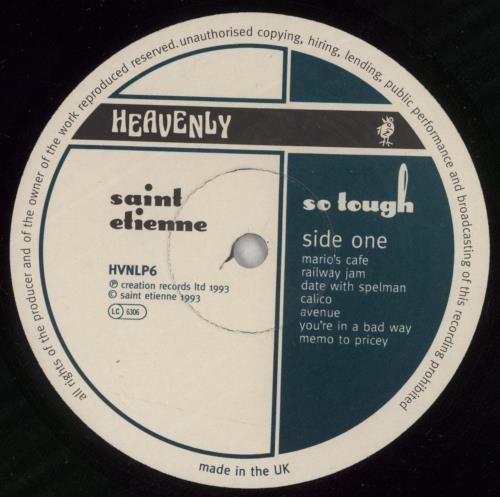 all rights of the producer and of the owner of the work reproduced reserved. unauthorised copying, hiring, lending, public performance and broadcasting of this recording prohibited
HEAVENLY
saint
etienne
HVNLP6
℗ creation records ltd 1993
© saint etienne 1993
LC 6306
so tough
side one
mario's cafe
railway jam
date with spelman
calico
avenue
you're in a bad way
memo to pricey
made in the UK